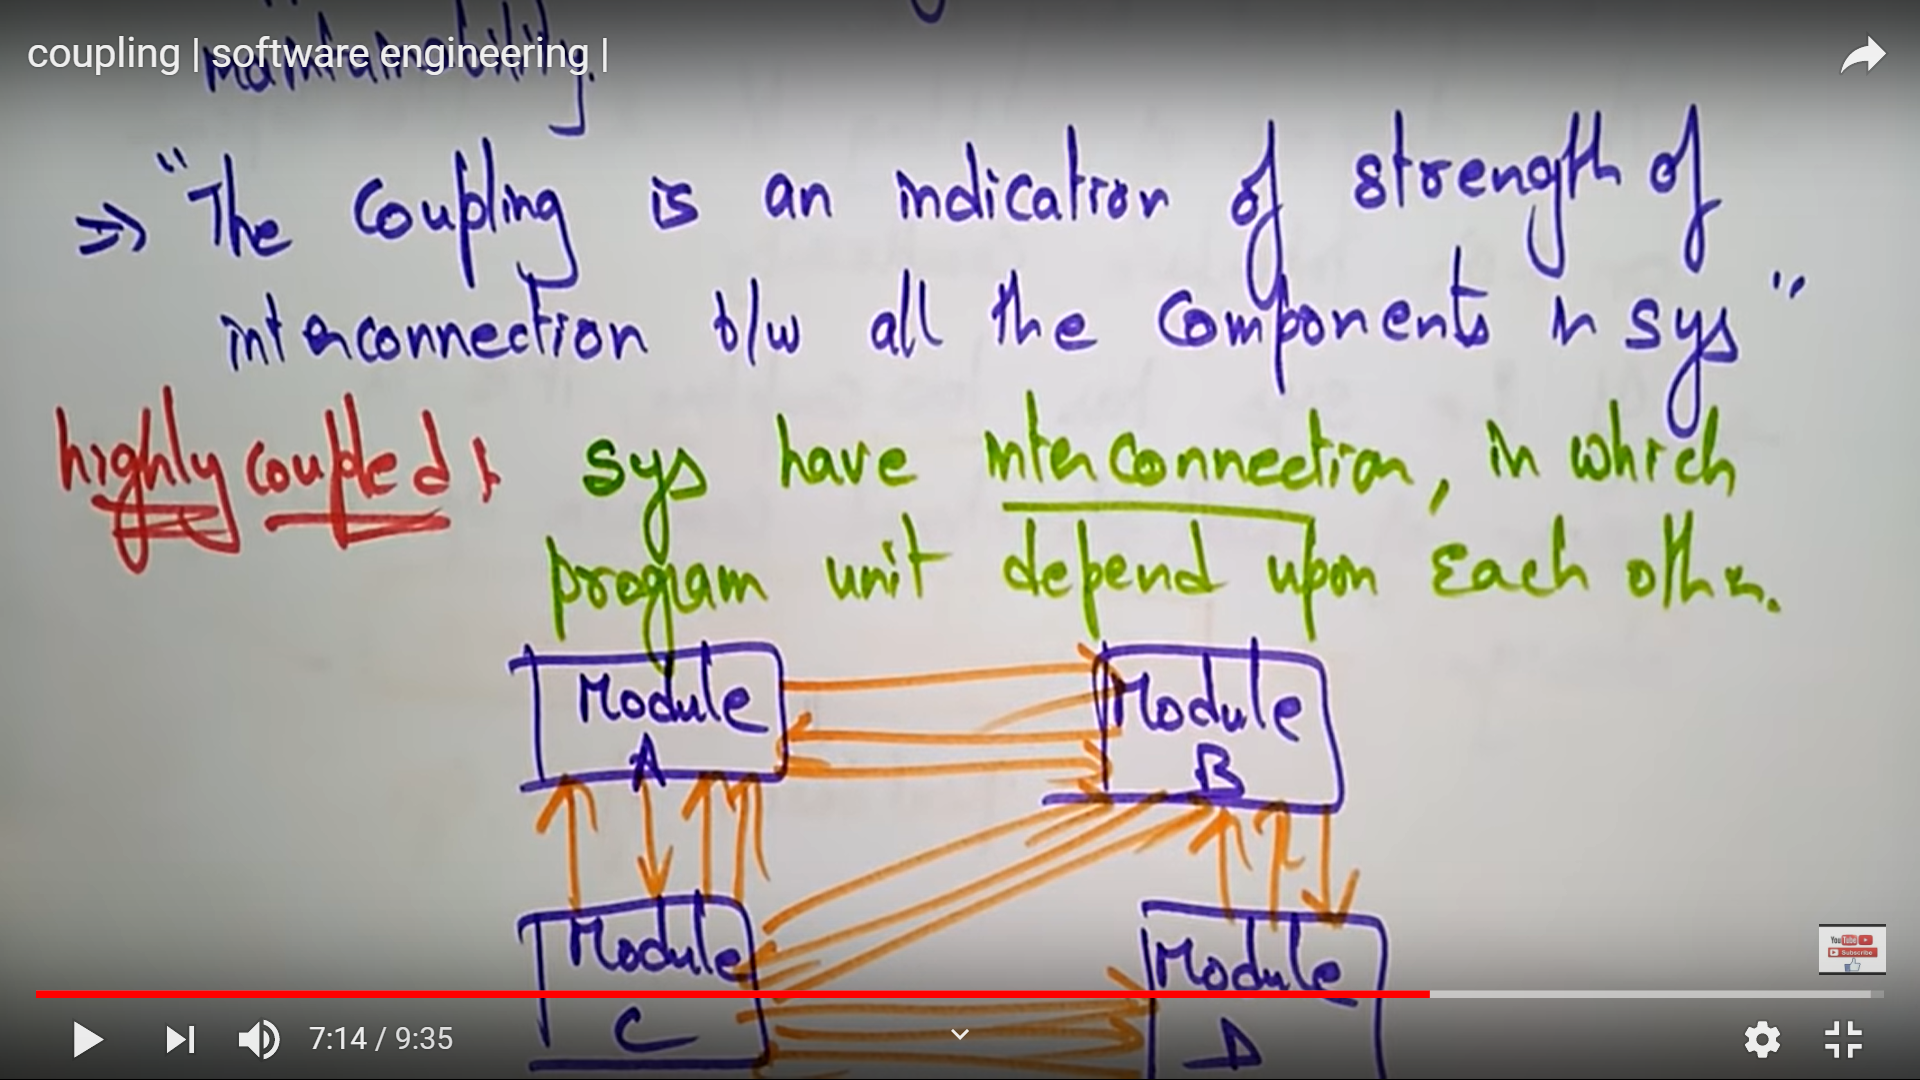 coupling | software engineering |
maintainability.
⇒ "The Coupling is an indication of strength of
interconnection b/w all the Components in sys"
highly coupled : sys have interconnection, in which
program unit depend upon Each other.
Module
A
Module
B
Module
C
Module
D
YouTube
Subscribe
7:14 / 9:35